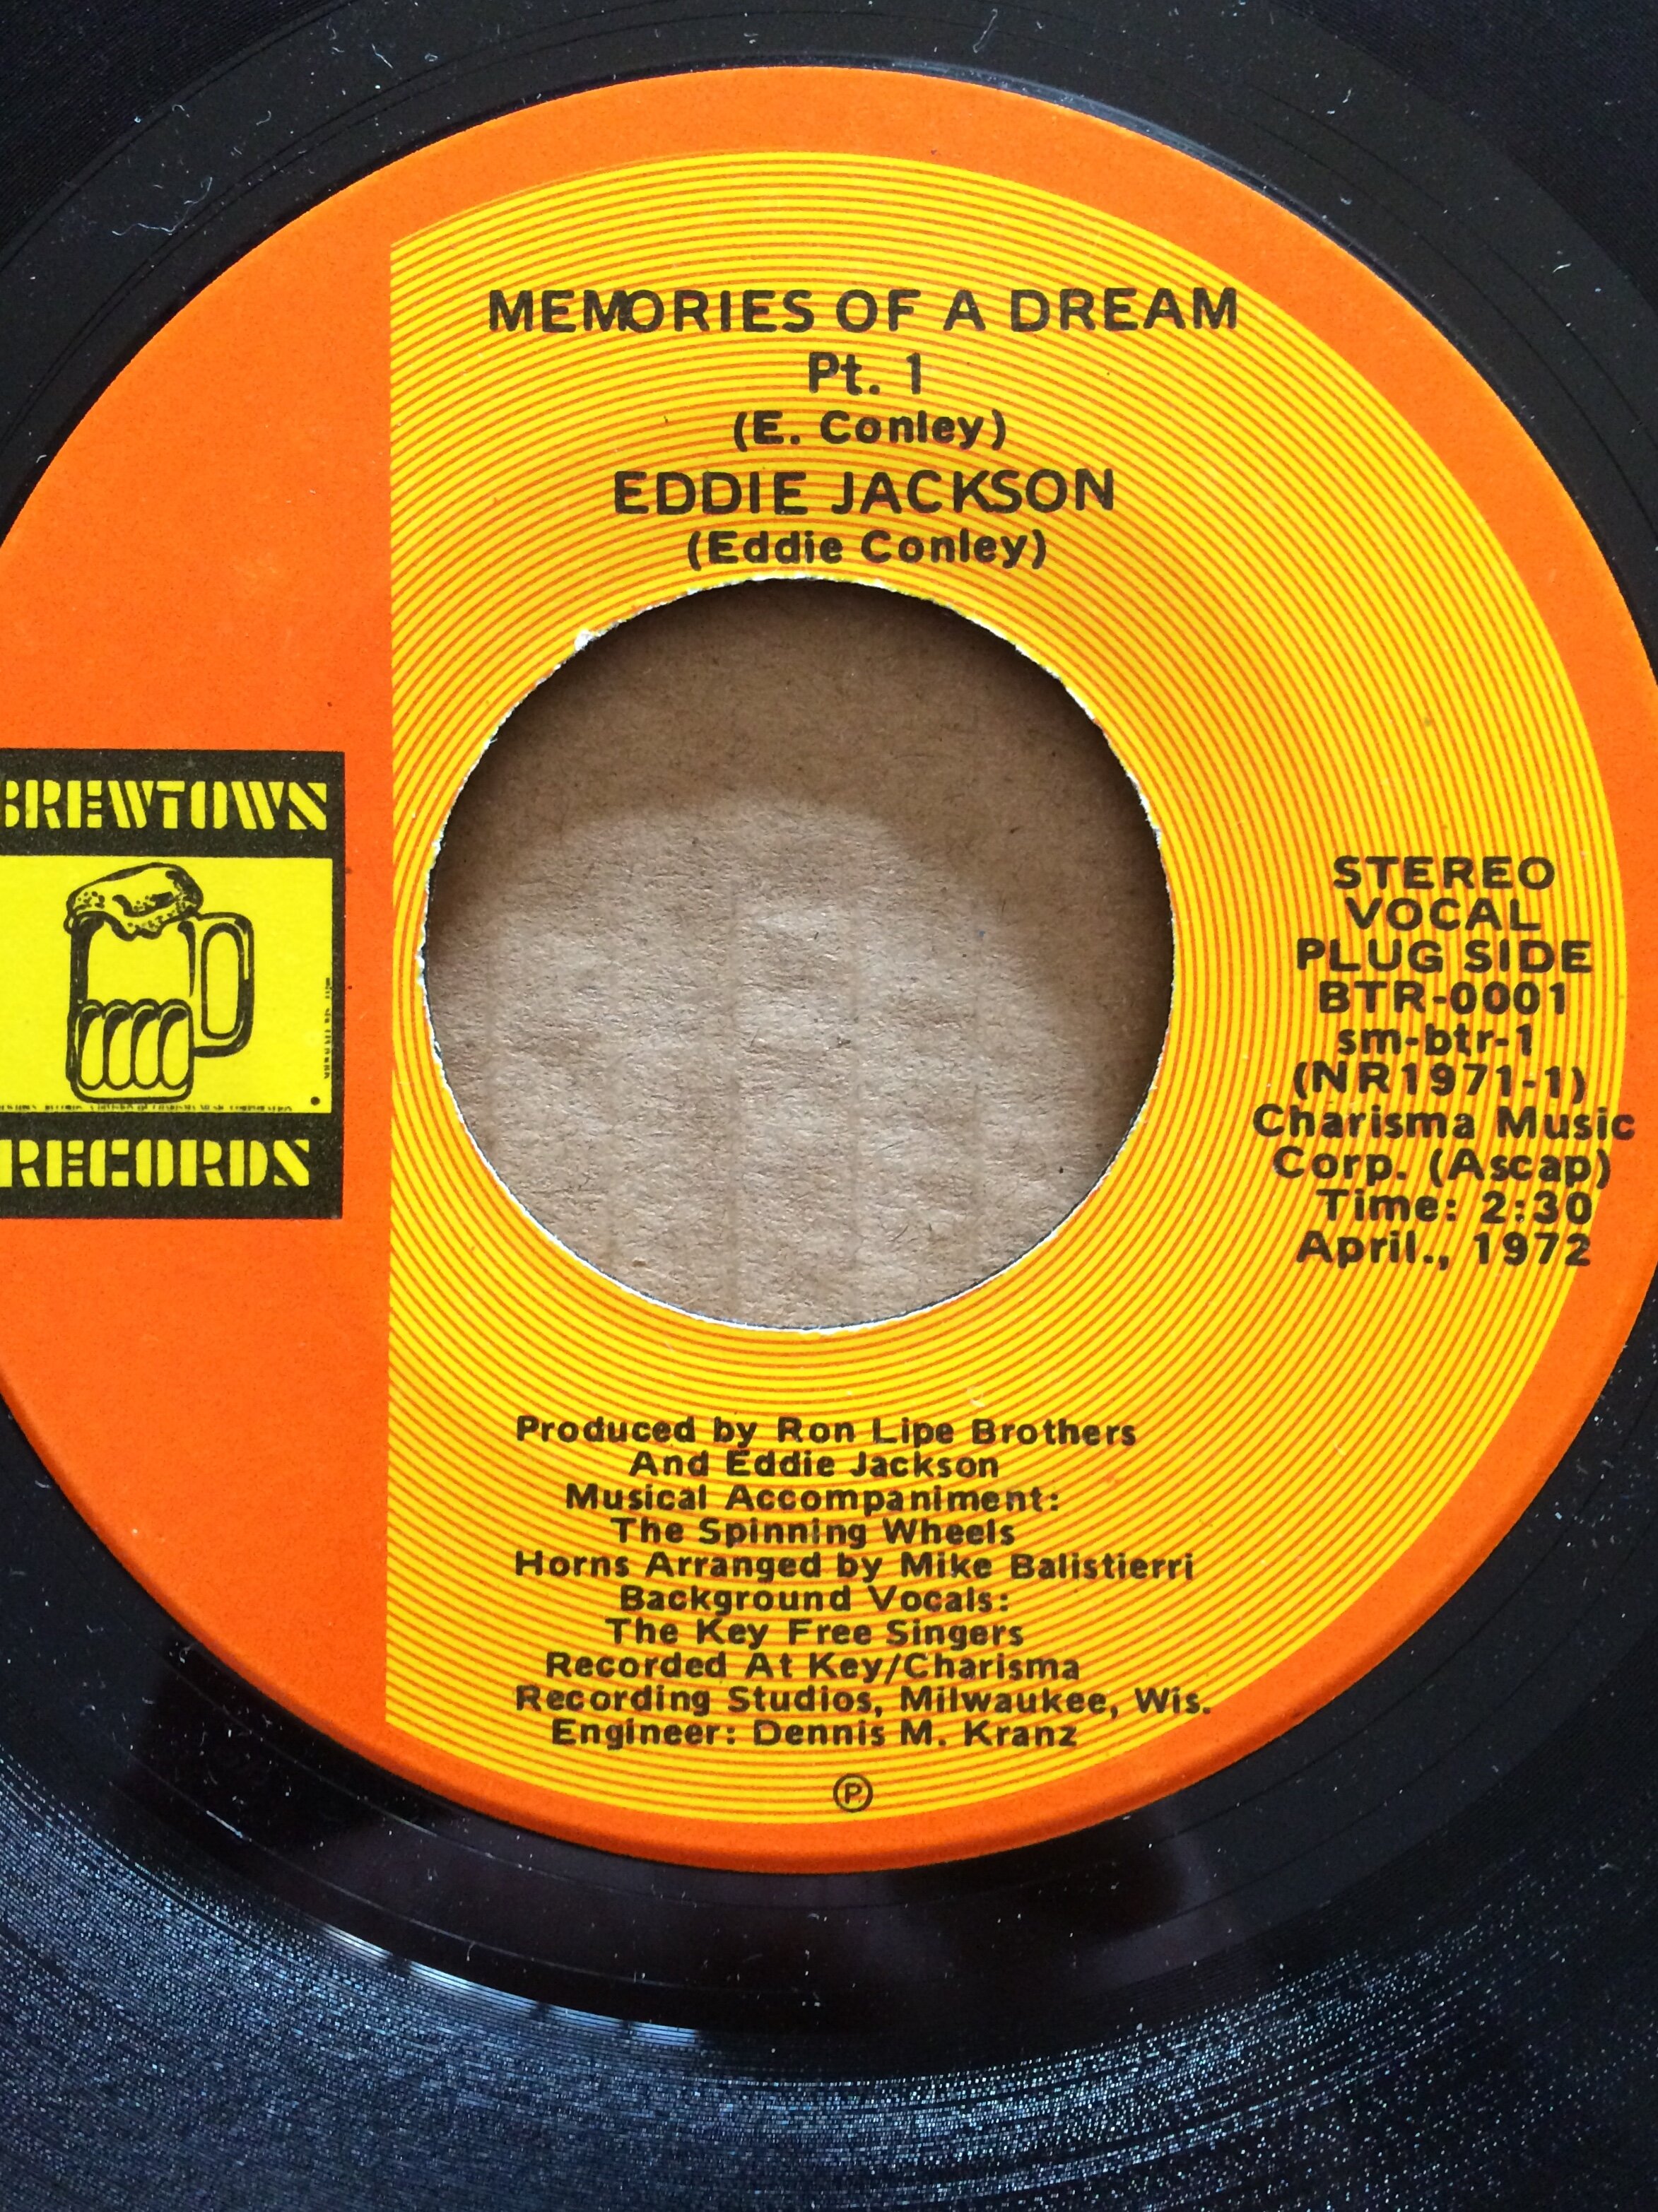 MEMORIES OF A DREAM
Pt. 1
(E. Conley)
EDDIE JACKSON
(Eddie Conley)
BREWTOWN
RECORDS
STEREO
VOCAL
PLUG SIDE
BTR-0001
sm-btr-1
(NR1971-1)
Charisma Music
Corp. (Ascap)
Time: 2:30
April., 1972
Produced by Ron Lipe Brothers
And Eddie Jackson
Musical Accompaniment:
The Spinning Wheels
Horns Arranged by Mike Balistierri
Background Vocals:
The Key Free Singers
Recorded At Key/Charisma
Recording Studios, Milwaukee, Wis.
Engineer: Dennis M. Kranz
Ⓟ